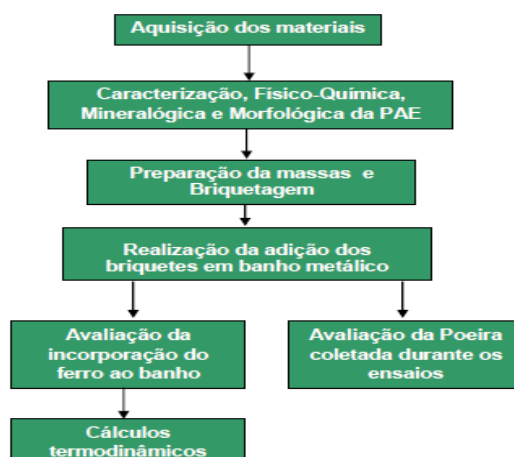 Aquisição dos materiais
Caracterização, Físico-Química,
Mineralógica e Morfológica da PAE
Preparação da massas e
Briquetagem
Realização da adição dos
briquetes em banho metálico
Avaliação da
incorporação do
ferro ao banho
Avaliação da Poeira
coletada durante os
ensaios
Cálculos
termodinâmicos